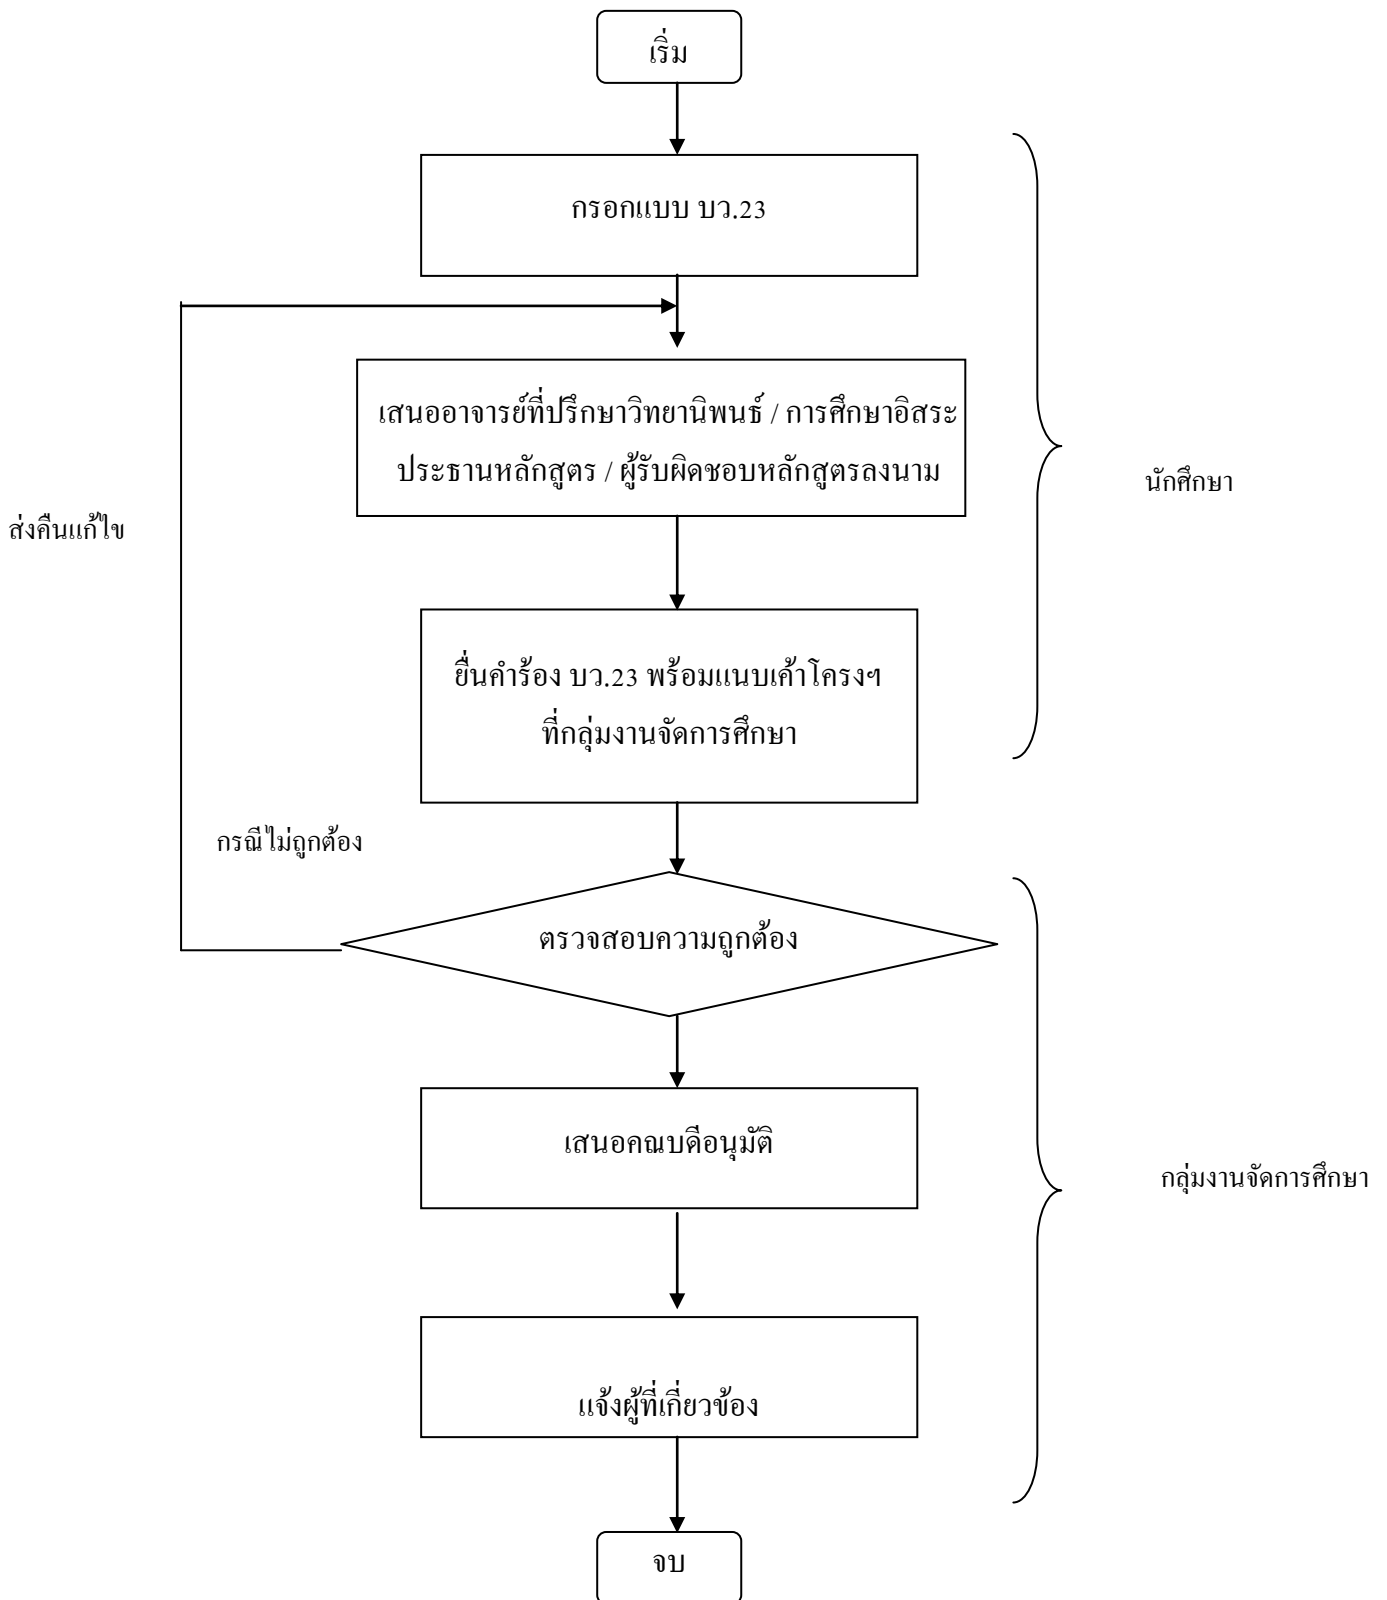 เริ่ม
กรอกแบบ บว.23
เสนออาจารย์ที่ปรึกษาวิทยานิพนธ์ / การศึกษาอิสระ
ประธานหลักสูตร / ผู้รับผิดชอบหลักสูตรลงนาม
นักศึกษา
ส่งคืนแก้ไข
ยื่นคำร้อง บว.23 พร้อมแนบเค้าโครงฯ
ที่กลุ่มงานจัดการศึกษา
กรณีไม่ถูกต้อง
ตรวจสอบความถูกต้อง
เสนอคณบดีอนุมัติ
กลุ่มงานจัดการศึกษา
แจ้งผู้ที่เกี่ยวข้อง
จบ